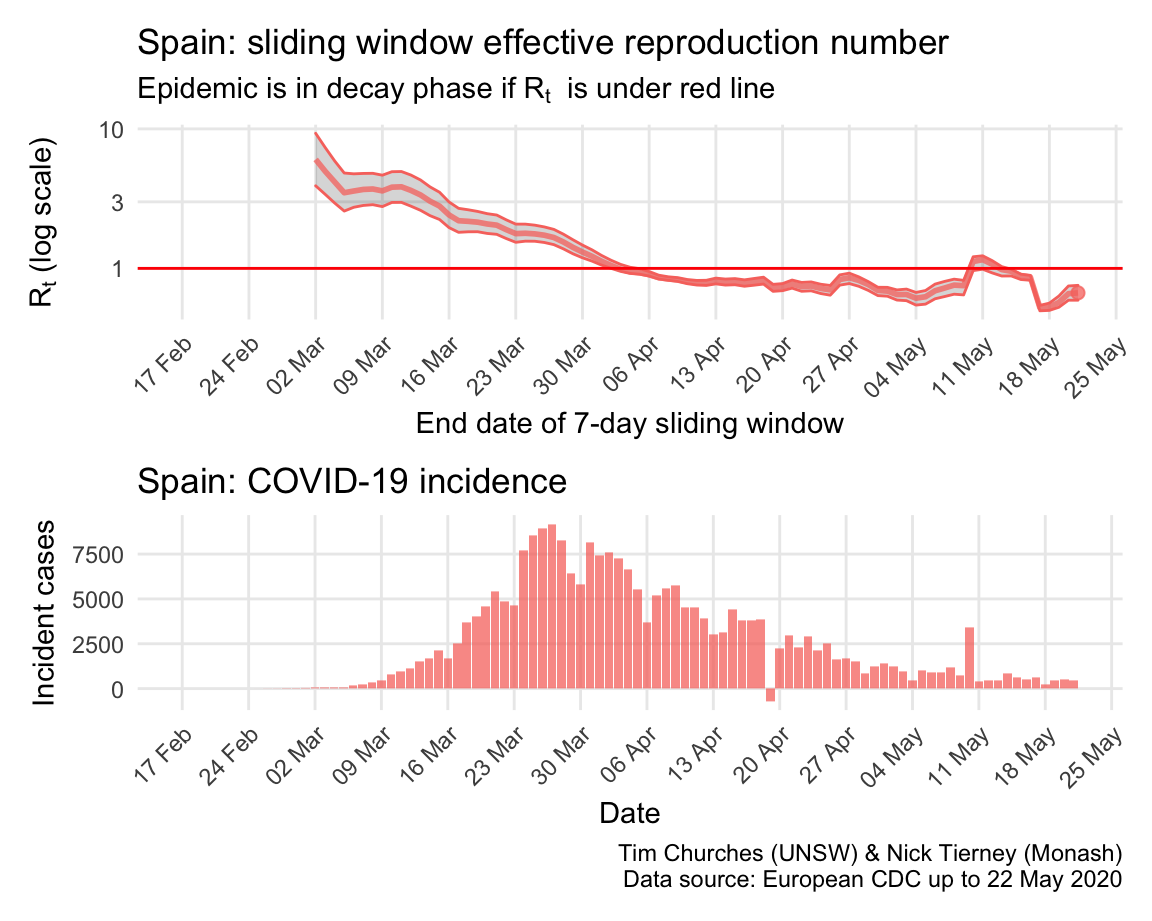 Spain: sliding window effective reproduction number
Epidemic is in decay phase if Rt is under red line
Rt (log scale)
10
3
1
17 Feb
24 Feb
02 Mar
09 Mar
16 Mar
23 Mar
30 Mar
06 Apr
13 Apr
20 Apr
27 Apr
04 May
11 May
18 May
25 May
End date of 7-day sliding window
Spain: COVID-19 incidence
Incident cases
7500
5000
2500
0
17 Feb
24 Feb
02 Mar
09 Mar
16 Mar
23 Mar
30 Mar
06 Apr
13 Apr
20 Apr
27 Apr
04 May
11 May
18 May
25 May
Date
Tim Churches (UNSW) & Nick Tierney (Monash)
Data source: European CDC up to 22 May 2020